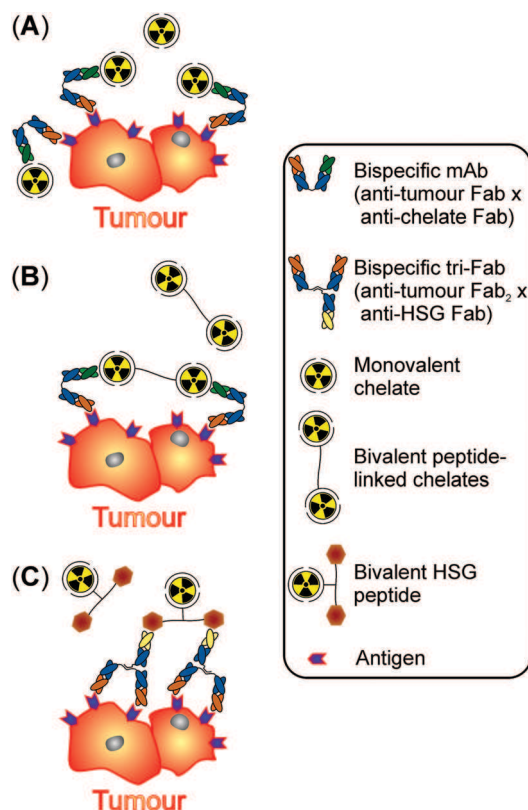 (A)
Tumour
(B)
Tumour
(C)
Tumour
Bispecific mAb
(anti-tumour Fab x
anti-chelate Fab)
Bispecific tri-Fab
(anti-tumour Fab₂ x
anti-HSG Fab)
Monovalent
chelate
Bivalent peptide-
linked chelates
Bivalent HSG
peptide
Antigen